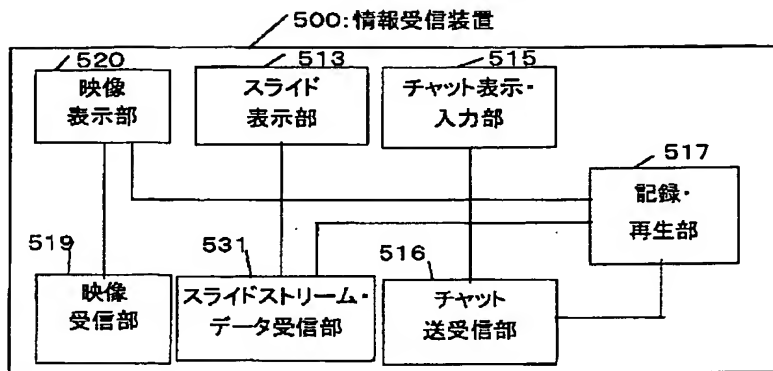 500:情報受信装置
520
映像
表示部
513
スライド
表示部
515
チャット表示・
入力部
517
記録・
再生部
519
映像
受信部
531
スライドストリーム・
データ受信部
516
チャット
送受信部